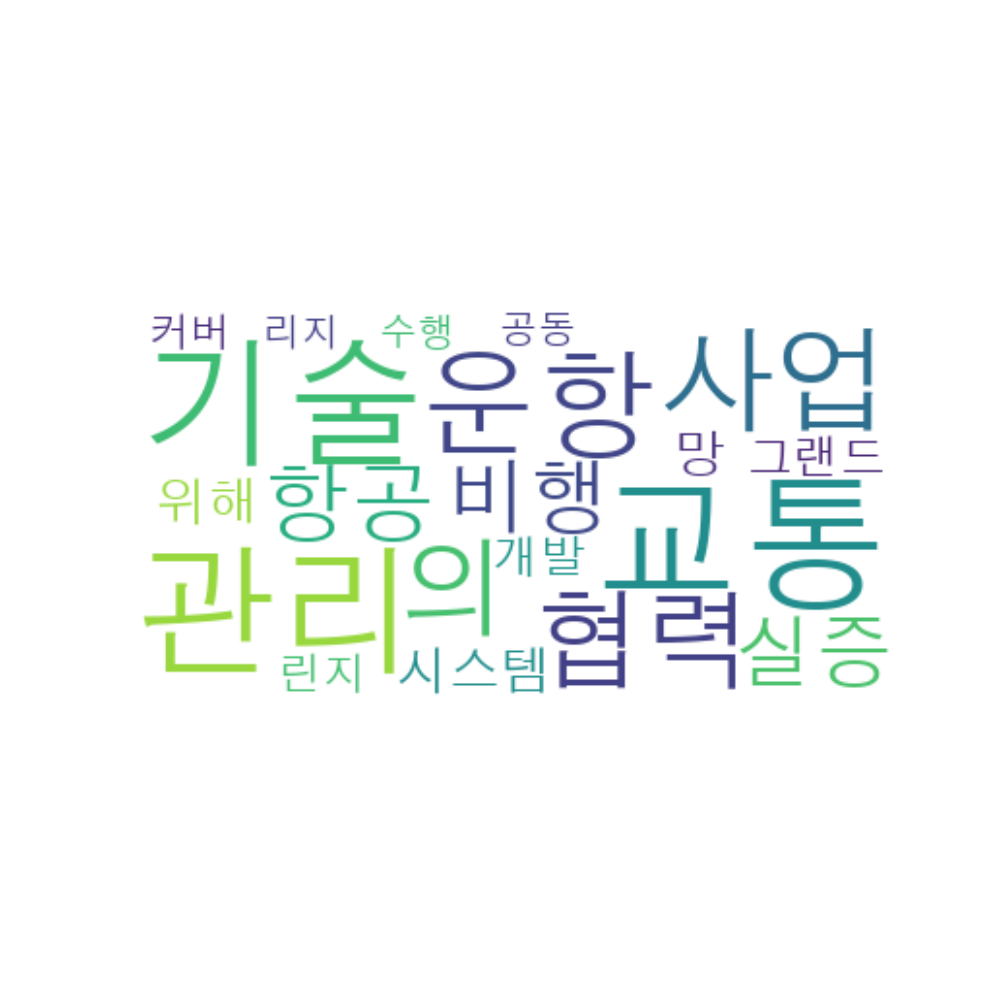 커버 리지 수행 공동
기술 운항 사업
망 그랜드
위해 항공 비행 교통
관리 의 개발
협력 실증
린지 시스템